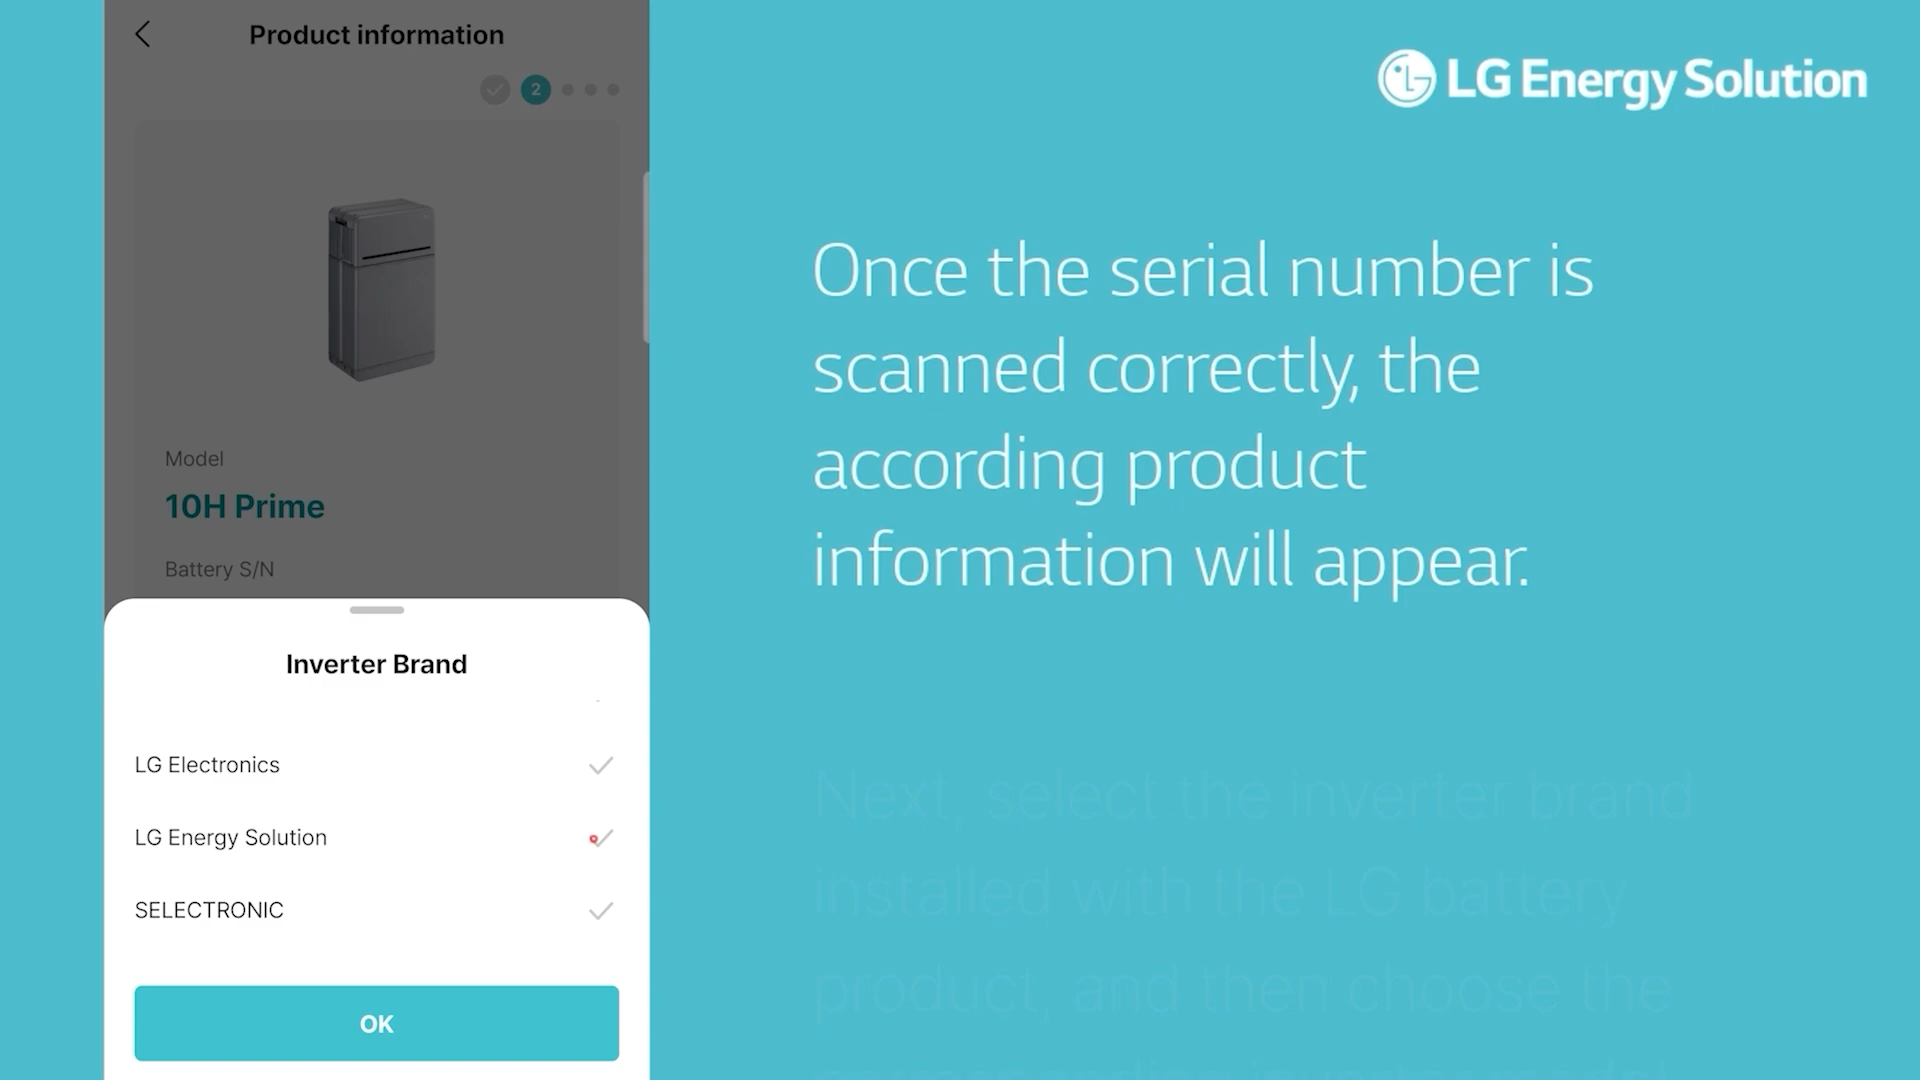 Product information
2
Model
10H Prime
Battery S/N
Inverter Brand
LG Electronics
LG Energy Solution
SELECTRONIC
OK
LG Energy Solution
Once the serial number is
scanned correctly, the
according product
information will appear.
Next, select the inverter brand
installed with the LG battery
product, and then choose the